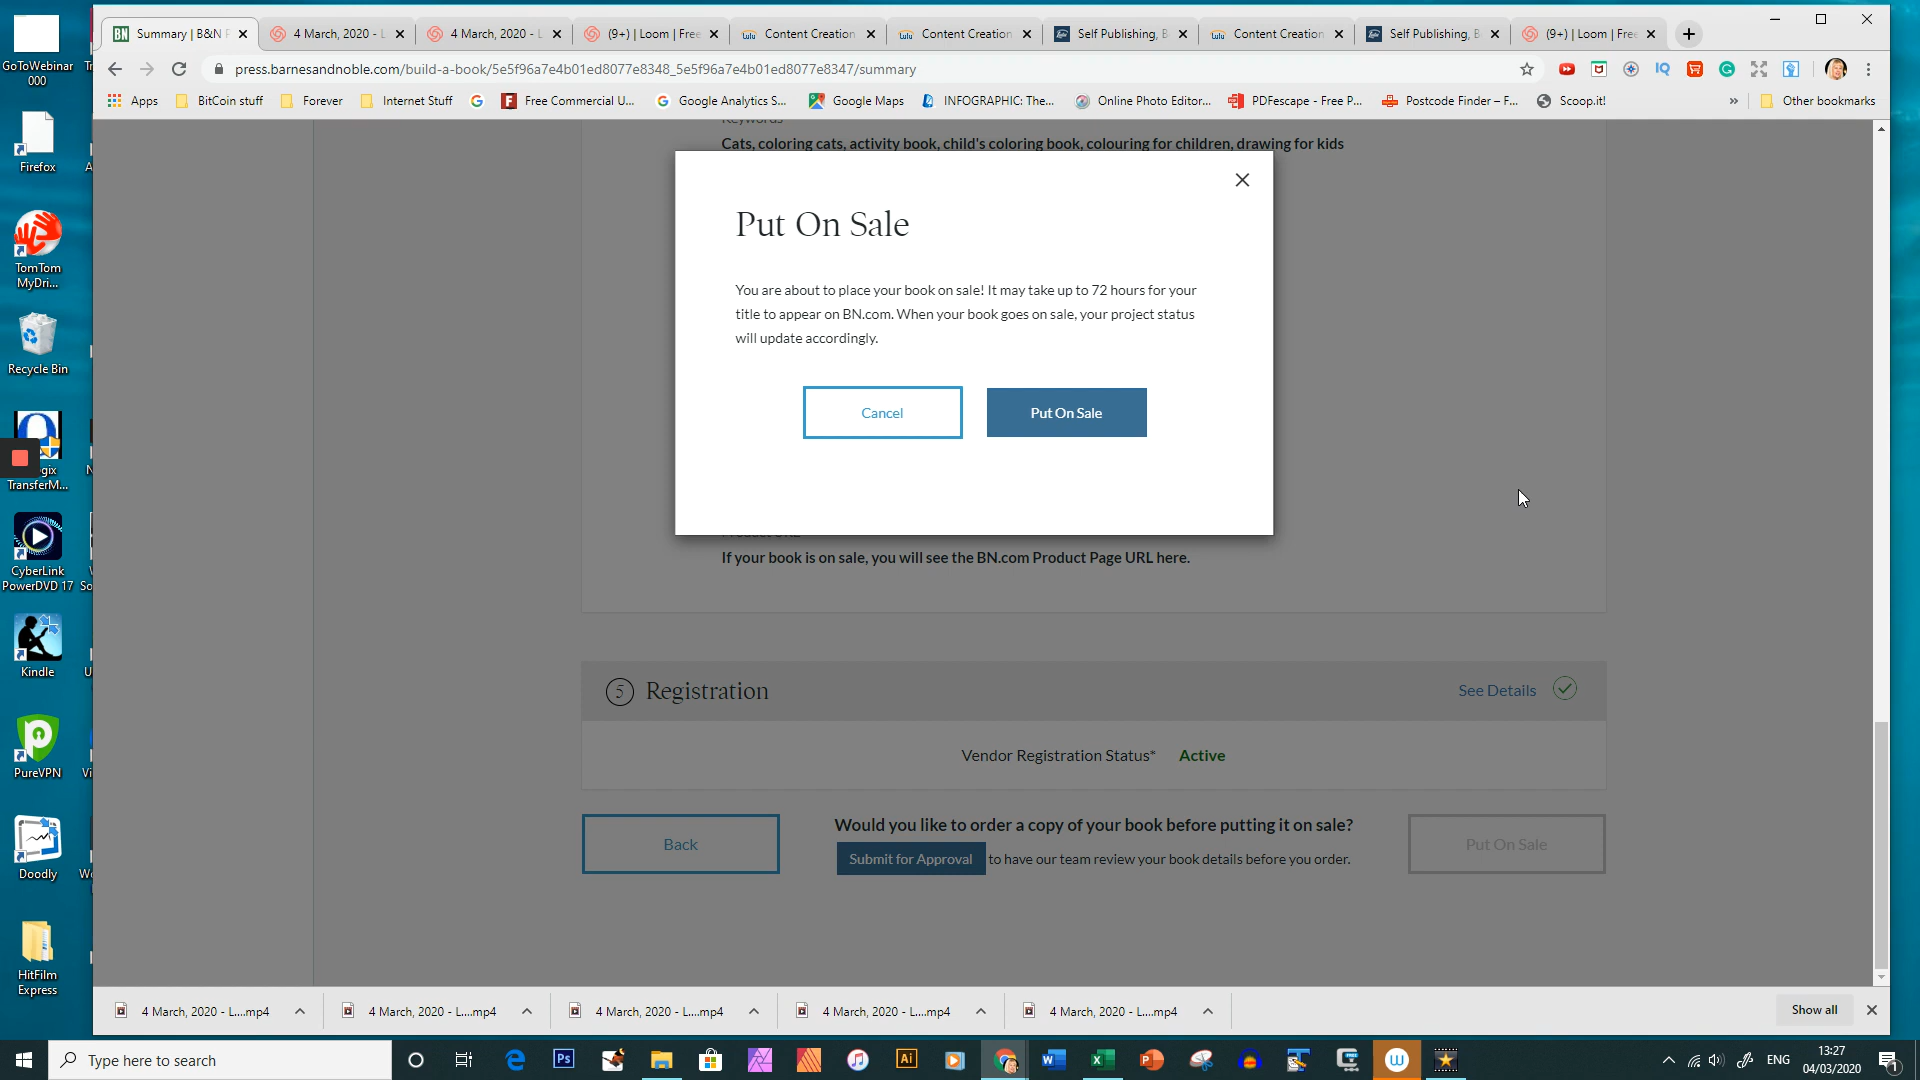 Summary | B&N P
4 March, 2020 - L
4 March, 2020 - L
(9+) | Loom | Free
Content Creation
Content Creation
Self Publishing, B
Content Creation
Self Publishing, B
(9+) | Loom | Free
press.barnesandnoble.com/build-a-book/5e5f96a7e4b01ed8077e8348_5e5f96a7e4b01ed8077e8347/summary
Apps
BitCoin stuff
Forever
Internet Stuff
Free Commercial U...
Google Analytics S...
Google Maps
INFOGRAPHIC: The...
Online Photo Editor...
PDFescape - Free P...
Postcode Finder – F...
Scoop.it!
»
Other bookmarks
GoToWebinar
000
Firefox
TomTom
MyDri...
Recycle Bin
TransferM...
CyberLink
PowerDVD 17
Kindle
PureVPN
Doodly
HitFilm
Express
Keywords
Cats, coloring cats, activity book, child's coloring book, colouring for children, drawing for kids
Put On Sale
You are about to place your book on sale! It may take up to 72 hours for your
title to appear on BN.com. When your book goes on sale, your project status
will update accordingly.
Cancel
Put On Sale
Product URL
If your book is on sale, you will see the BN.com Product Page URL here.
5 Registration
See Details
Vendor Registration Status* Active
Back
Would you like to order a copy of your book before putting it on sale?
Submit for Approval to have our team review your book details before you order.
Put On Sale
4 March, 2020 - L....mp4
4 March, 2020 - L....mp4
4 March, 2020 - L....mp4
4 March, 2020 - L....mp4
4 March, 2020 - L....mp4
Show all
Type here to search
ENG
13:27
04/03/2020